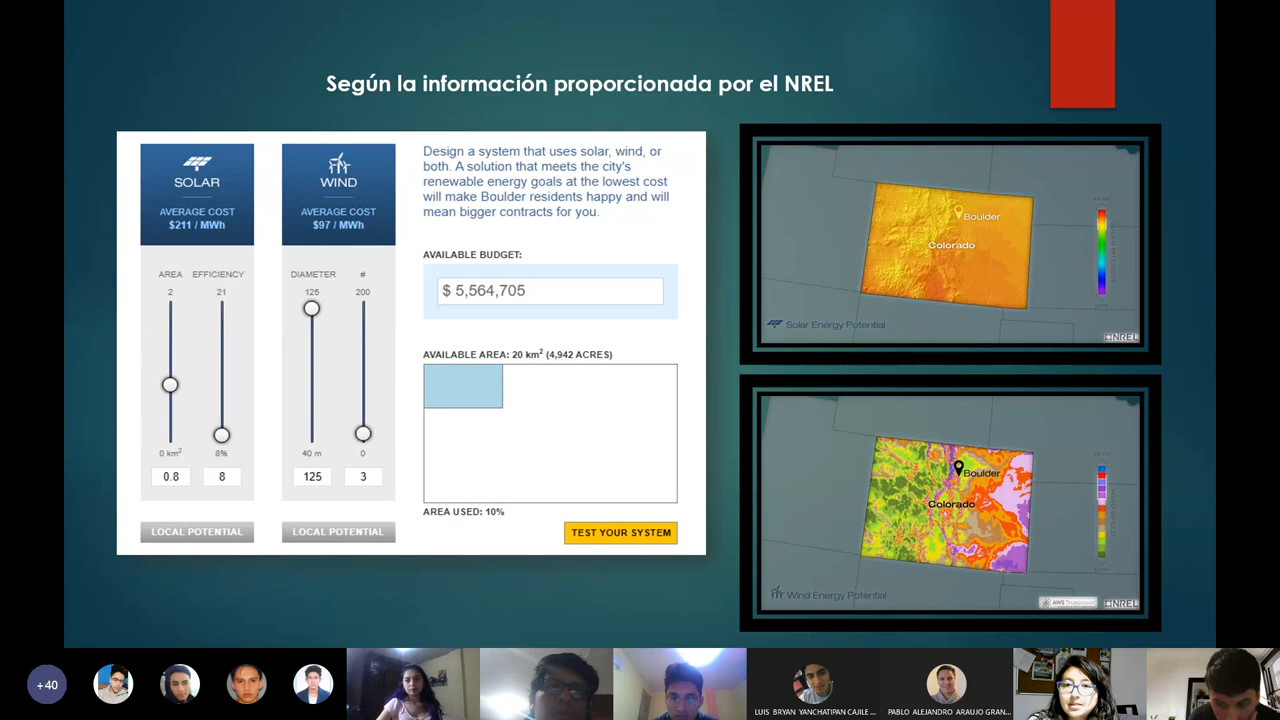 Según la información proporcionada por el NREL
SOLAR
AVERAGE COST
$211 / MWh
AREA EFFICIENCY
2 21
0 km² 8%
0.8 8
LOCAL POTENTIAL
WIND
AVERAGE COST
$97 / MWh
DIAMETER #
125 200
40 m 0
125 3
LOCAL POTENTIAL
Design a system that uses solar, wind, or
both. A solution that meets the city's
renewable energy goals at the lowest cost
will make Boulder residents happy and will
mean bigger contracts for you.
AVAILABLE BUDGET:
$ 5,564,705
AVAILABLE AREA: 20 km² (4,942 ACRES)
AREA USED: 10%
TEST YOUR SYSTEM
Boulder
Colorado
Solar Energy Potential
NREL
Boulder
Colorado
Wind Energy Potential
AWS Truepower
NREL
+40
LUIS BRYAN YANCHATIPAN CAJILE ...
PABLO ALEJANDRO ARAUJO GRAN...